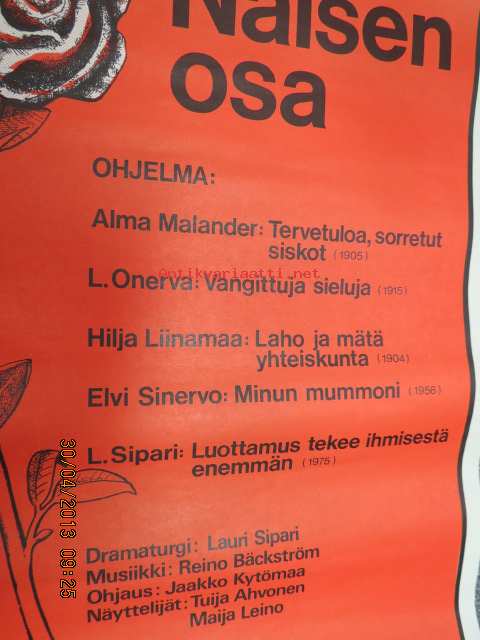 Naisen
osa
OHJELMA:
Alma Malander: Tervetuloa, sorretut
siskot (1905)
Antikvariaatti.net
L. Onerva: Vangittuja sieluja (1915)
Hilja Liinamaa: Laho ja mätä
yhteiskunta (1904)
Elvi Sinervo: Minun mummoni (1956)
L. Sipari: Luottamus tekee ihmisestä
enemmän (1975)
Dramaturgi: Lauri Sipari
Musiikki: Reino Bäckström
Ohjaus: Jaakko Kytömaa
Näyttelijät: Tuija Ahvonen
Maija Leino
30/04/2013 09:25